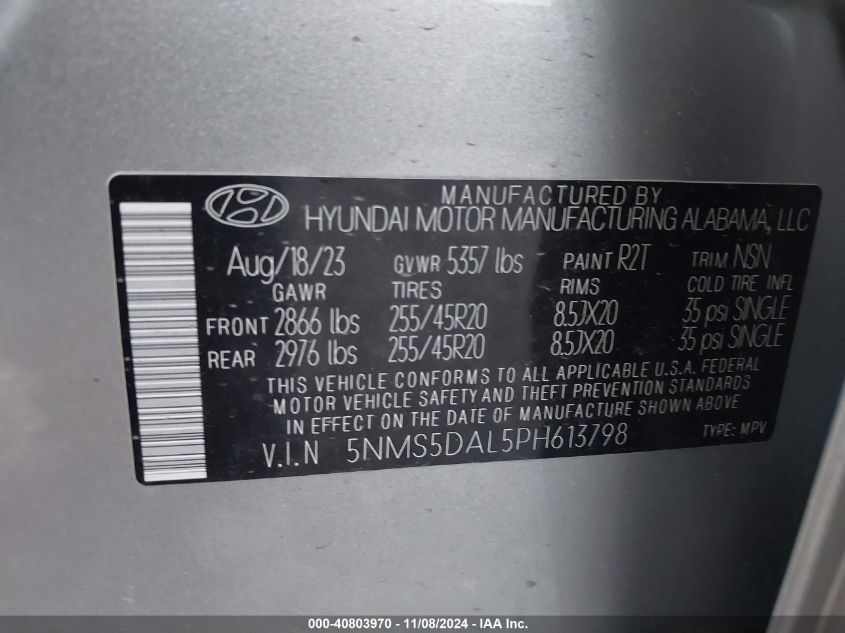 MANUFACTURED BY
HYUNDAI MOTOR MANUFACTURING ALABAMA, LLC
Aug/18/23 GVWR 5357 lbs PAINT R2T TRIM NSN
GAWR TIRES RIMS COLD TIRE INFL
FRONT 2866 lbs 255/45R20 8.5JX20 35 psi SINGLE
REAR 2976 lbs 255/45R20 8.5JX20 35 psi SINGLE
THIS VEHICLE CONFORMS TO ALL APPLICABLE U.S.A. FEDERAL
MOTOR VEHICLE SAFETY AND THEFT PREVENTION STANDARDS
IN EFFECT ON THE DATE OF MANUFACTURE SHOWN ABOVE
V.I.N 5NMS5DAL5PH613798 TYPE: MPV
000-40803970 - 11/08/2024 - IAA Inc.